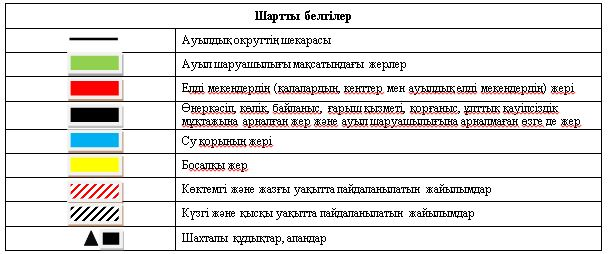 Шартты белгілер
Ауылдық округтің шекарасы
Ауыл шаруашылығы мақсатындағы жерлер
Елді мекендердің (қалалардың, кенттер мен ауылдық елді мекендердің) жері
Өнеркәсіп, көлік, байланыс, ғарыш қызметі, қорғаныс, ұлттық қауіпсіздік
мұқтажына арналған жер және ауыл шаруашылығына арналмаған өзге де жер
Су қорының жері
Босалқы жер
Көктемгі және жазғы уақытта пайдаланылатын жайылымдар
Күзгі және қысқы уақытта пайдаланылатын жайылымдар
Шахталы құдықтар, апандар